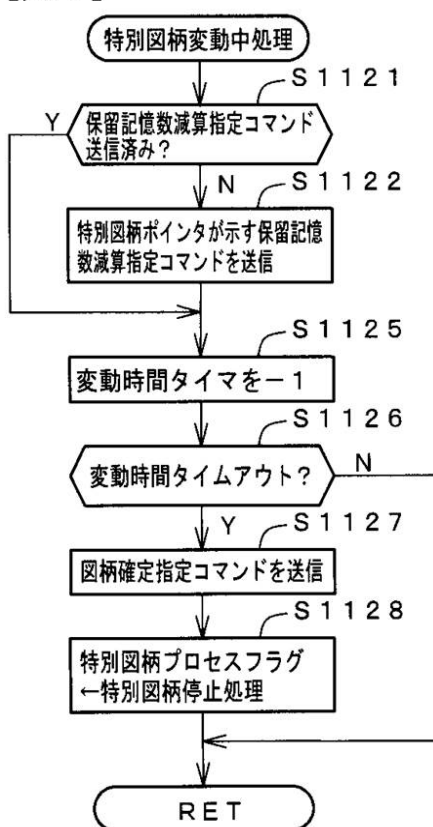 特別図柄変動中処理
S1121
Y
保留記憶数減算指定コマンド
送信済み？
N
S1122
特別図柄ポインタが示す保留記憶
数減算指定コマンドを送信
S1125
変動時間タイマを－1
S1126
変動時間タイムアウト？
N
Y
S1127
図柄確定指定コマンドを送信
S1128
特別図柄プロセスフラグ
←特別図柄停止処理
RET